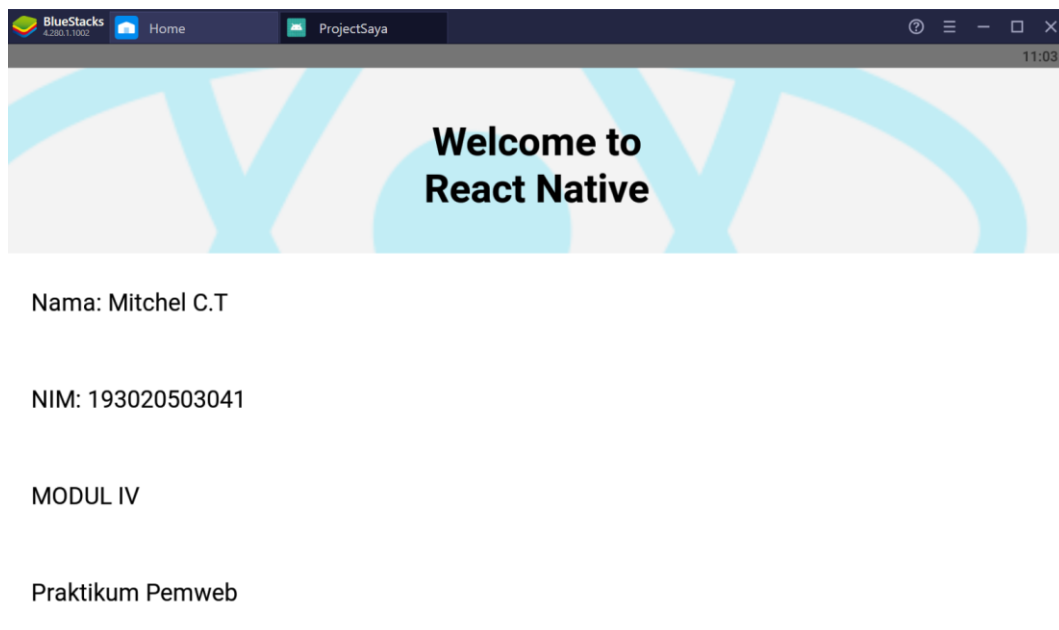 BlueStacks
4.280.1.1002
Home
ProjectSaya
11:03
Welcome to
React Native
Nama: Mitchel C.T
NIM: 193020503041
MODUL IV
Praktikum Pemweb